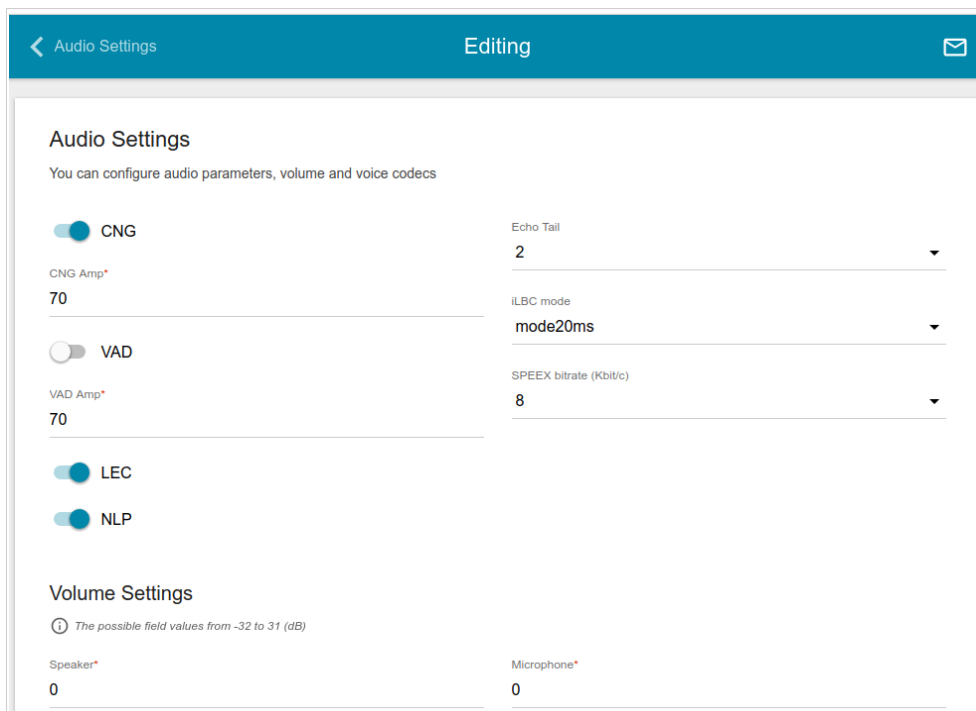 Audio Settings
Editing
Audio Settings
You can configure audio parameters, volume and voice codecs
CNG
CNG Amp*
70
VAD
VAD Amp*
70
LEC
NLP
Echo Tail
2
iLBC mode
mode20ms
SPEEX bitrate (Kbit/c)
8
Volume Settings
The possible field values from -32 to 31 (dB)
Speaker*
0
Microphone*
0